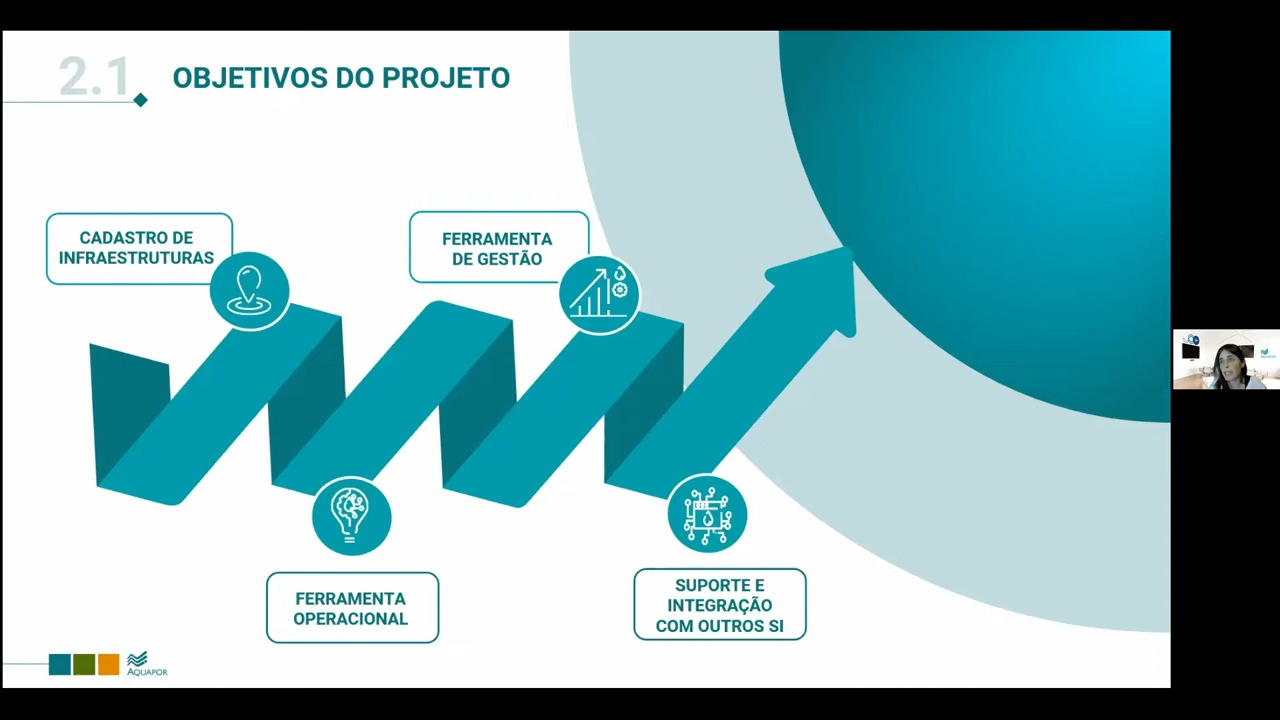 2.1
OBJETIVOS DO PROJETO
CADASTRO DE
INFRAESTRUTURAS
FERRAMENTA
DE GESTÃO
FERRAMENTA
OPERACIONAL
SUPORTE E
INTEGRAÇÃO
COM OUTROS SI
AQUAPOR
AQUAPOR